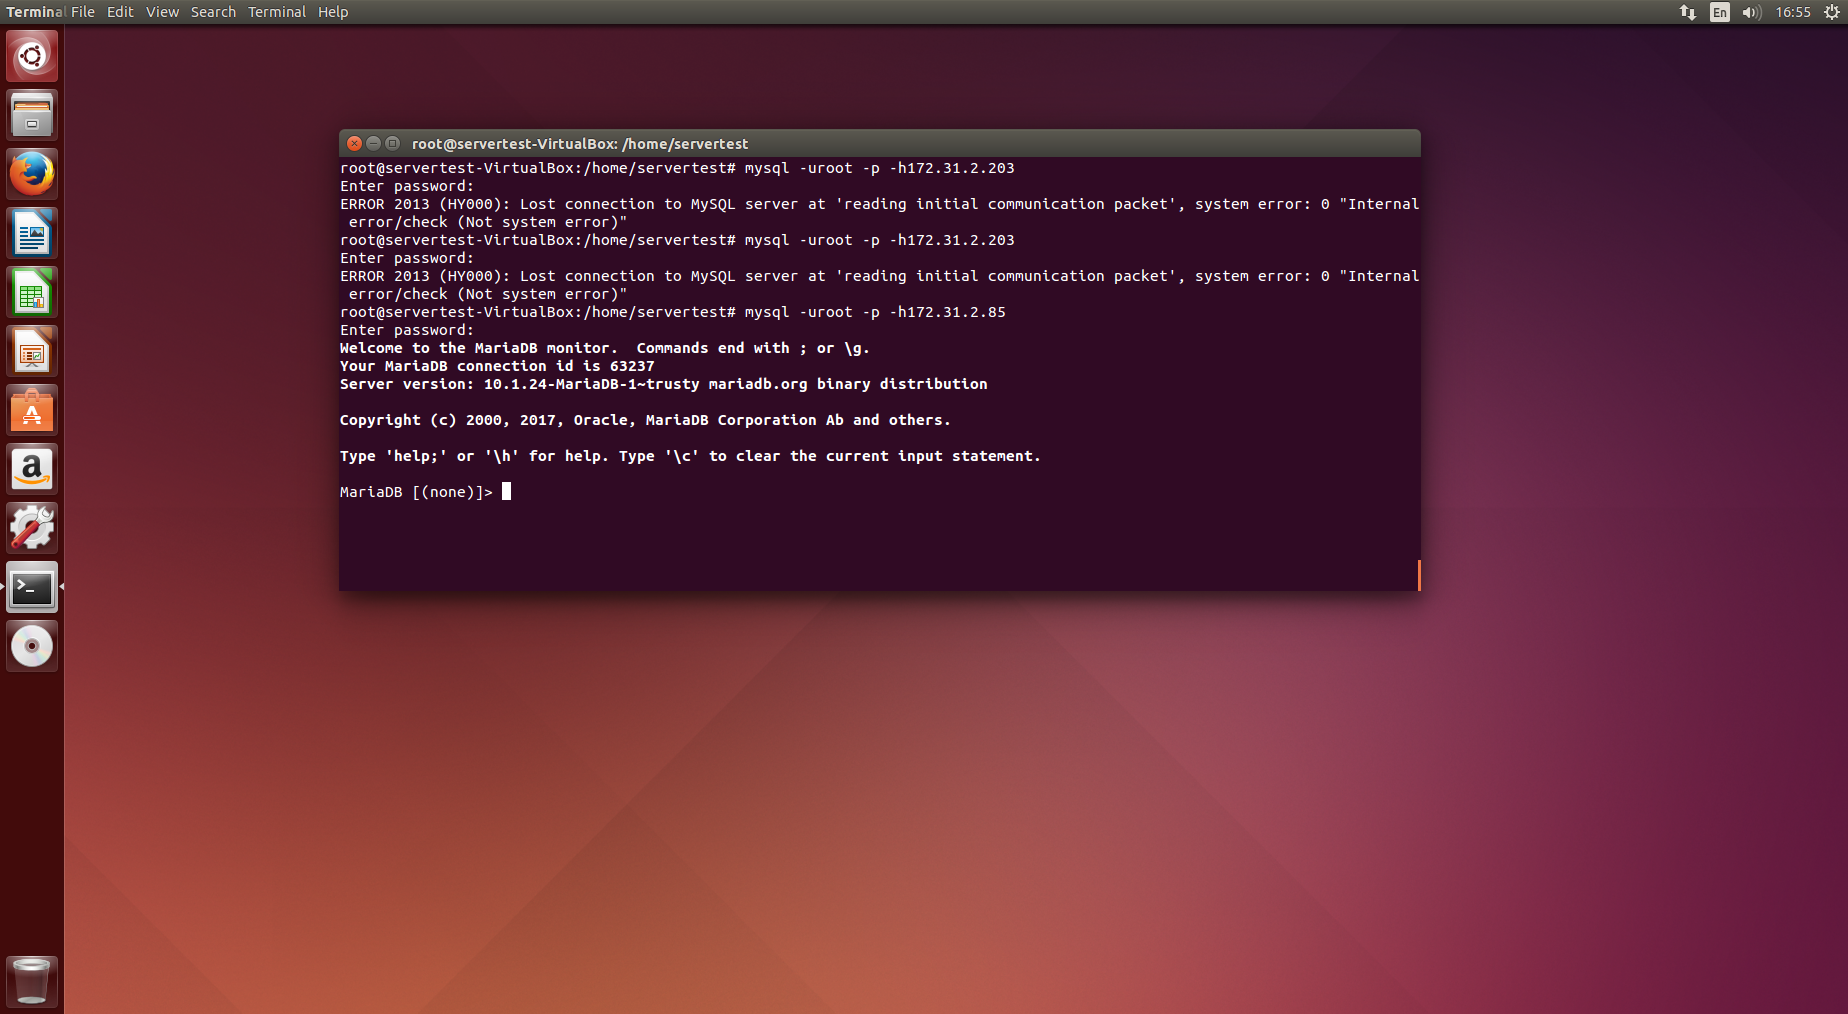 Terminal File Edit View Search Terminal Help
En 16:55
root@servertest-VirtualBox: /home/servertest
root@servertest-VirtualBox:/home/servertest# mysql -uroot -p -h172.31.2.203
Enter password:
ERROR 2013 (HY000): Lost connection to MySQL server at 'reading initial communication packet', system error: 0 "Internal
error/check (Not system error)"
root@servertest-VirtualBox:/home/servertest# mysql -uroot -p -h172.31.2.203
Enter password:
ERROR 2013 (HY000): Lost connection to MySQL server at 'reading initial communication packet', system error: 0 "Internal
error/check (Not system error)"
root@servertest-VirtualBox:/home/servertest# mysql -uroot -p -h172.31.2.85
Enter password:
Welcome to the MariaDB monitor.  Commands end with ; or \g.
Your MariaDB connection id is 63237
Server version: 10.1.24-MariaDB-1~trusty mariadb.org binary distribution
Copyright (c) 2000, 2017, Oracle, MariaDB Corporation Ab and others.
Type 'help;' or '\h' for help. Type '\c' to clear the current input statement.
MariaDB [(none)]>